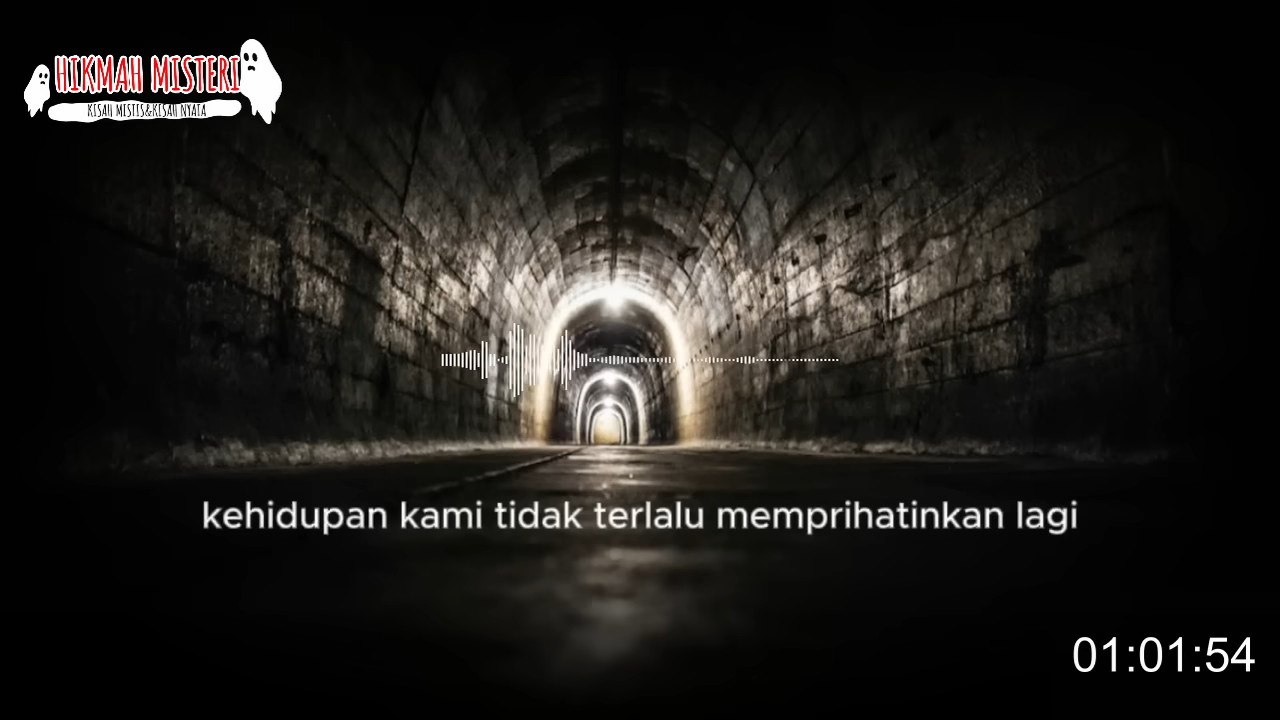 HIKMAH MISTERI
KISAH MISTIS&KISAH NYATA
kehidupan kami tidak terlalu memprihatinkan lagi
01:01:54